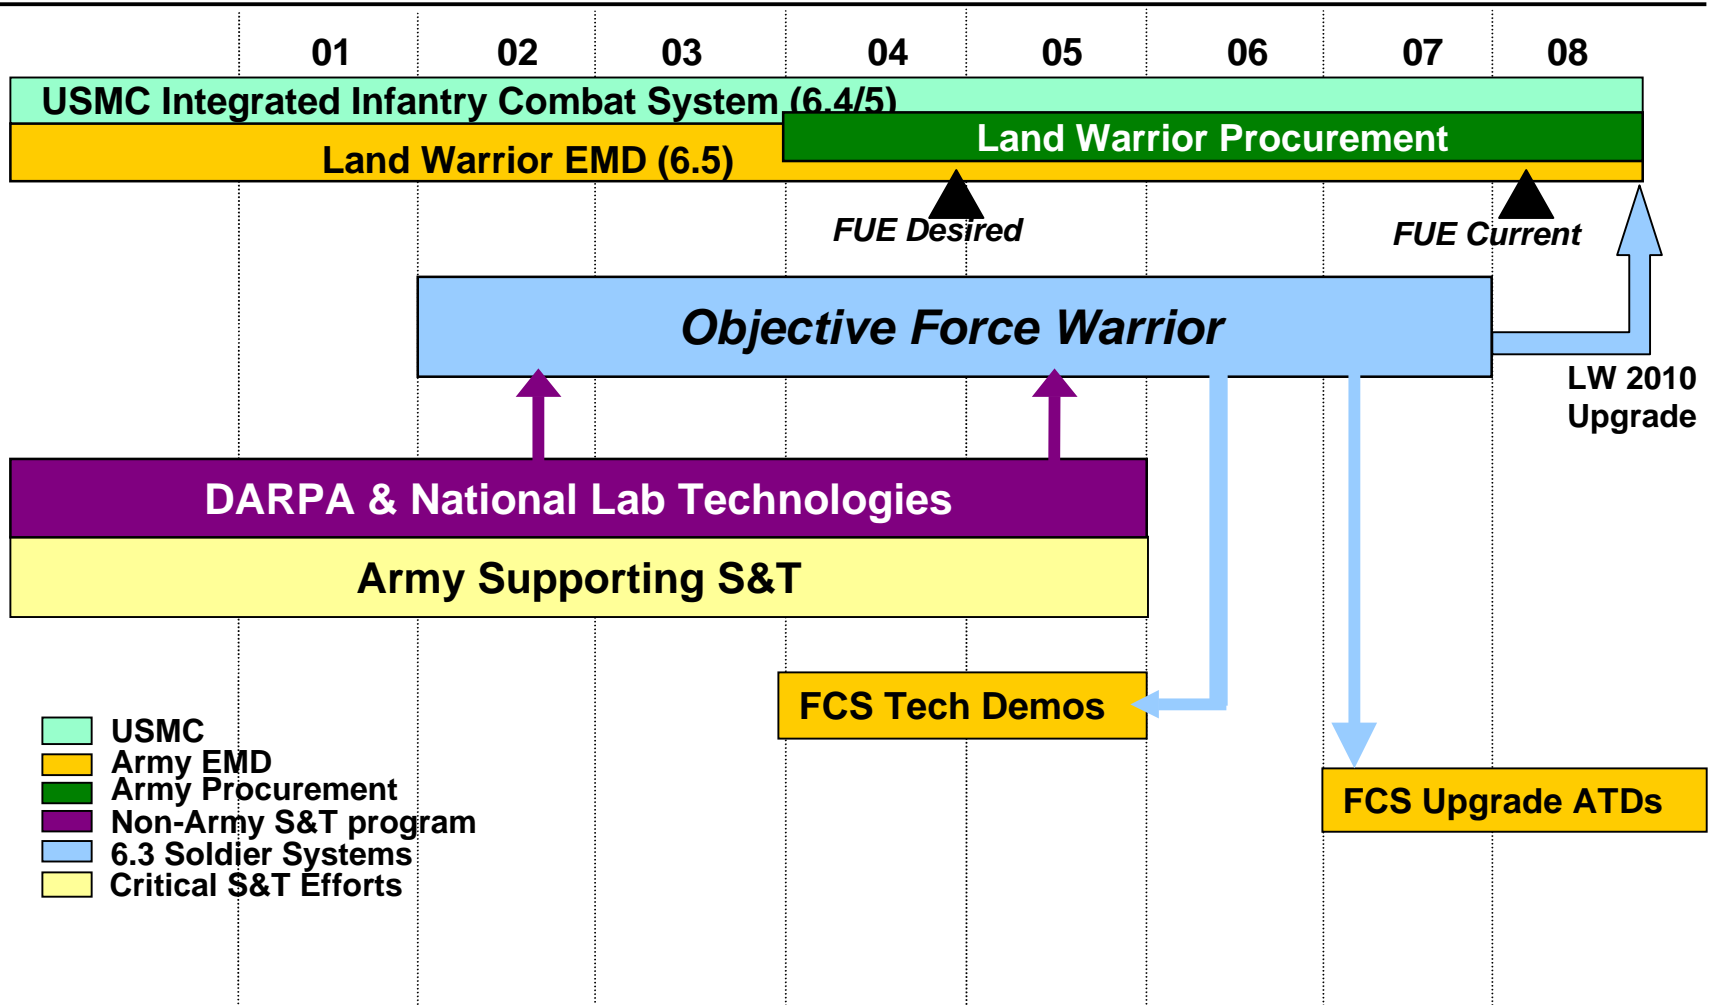 01 02 03 04 05 06 07 08
USMC Integrated Infantry Combat System (6.4/5)
Land Warrior Procurement
Land Warrior EMD (6.5)
FUE Desired
FUE Current
Objective Force Warrior
LW 2010
Upgrade
DARPA & National Lab Technologies
Army Supporting S&T
FCS Tech Demos
FCS Upgrade ATDs
USMC
Army EMD
Army Procurement
Non-Army S&T program
6.3 Soldier Systems
Critical S&T Efforts